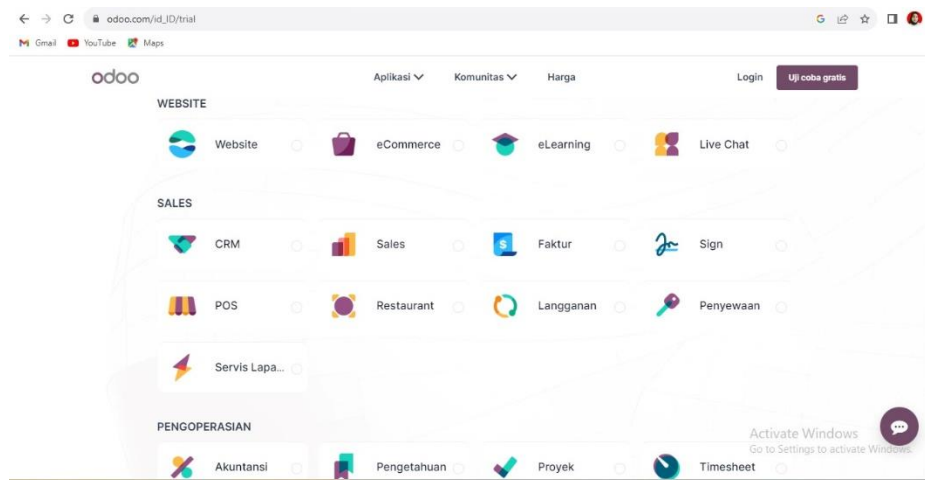 odoo.com/id_ID/trial
Gmail YouTube Maps
odoo Aplikasi Komunitas Harga Login Uji coba gratis
WEBSITE
Website eCommerce eLearning Live Chat
SALES
CRM Sales Faktur Sign
POS Restaurant Langganan Penyewaan
Servis Lapa...
PENGOPERASIAN
Activate Windows
Go to Settings to activate Windows.
Akuntansi Pengetahuan Proyek Timesheet